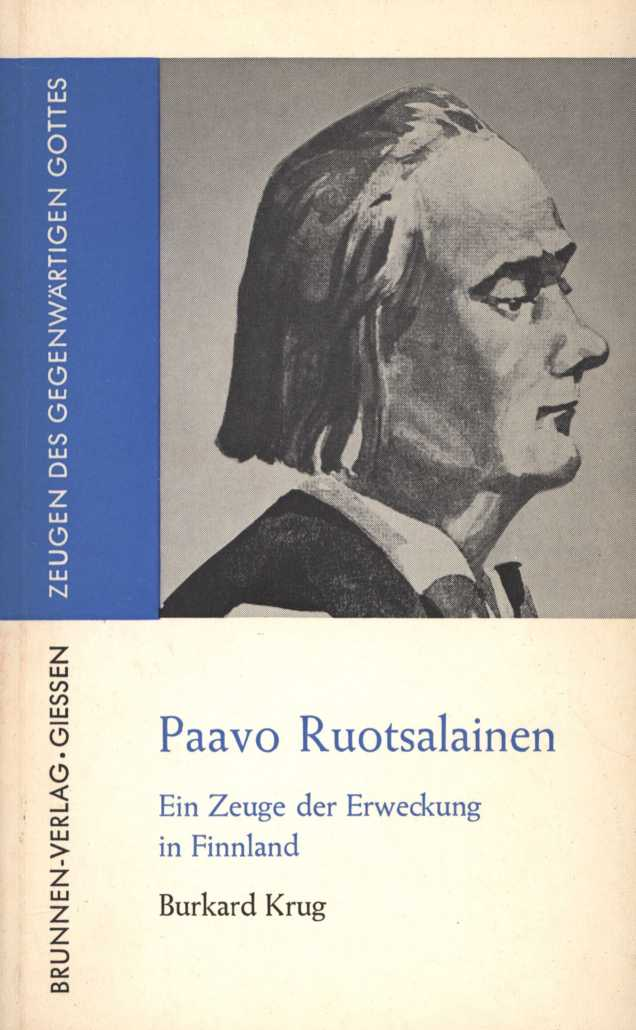 ZEUGEN DES GEGENWÄRTIGEN GOTTES
BRUNNEN-VERLAG · GIESSEN
Paavo Ruotsalainen
Ein Zeuge der Erweckung
in Finnland
Burkard Krug